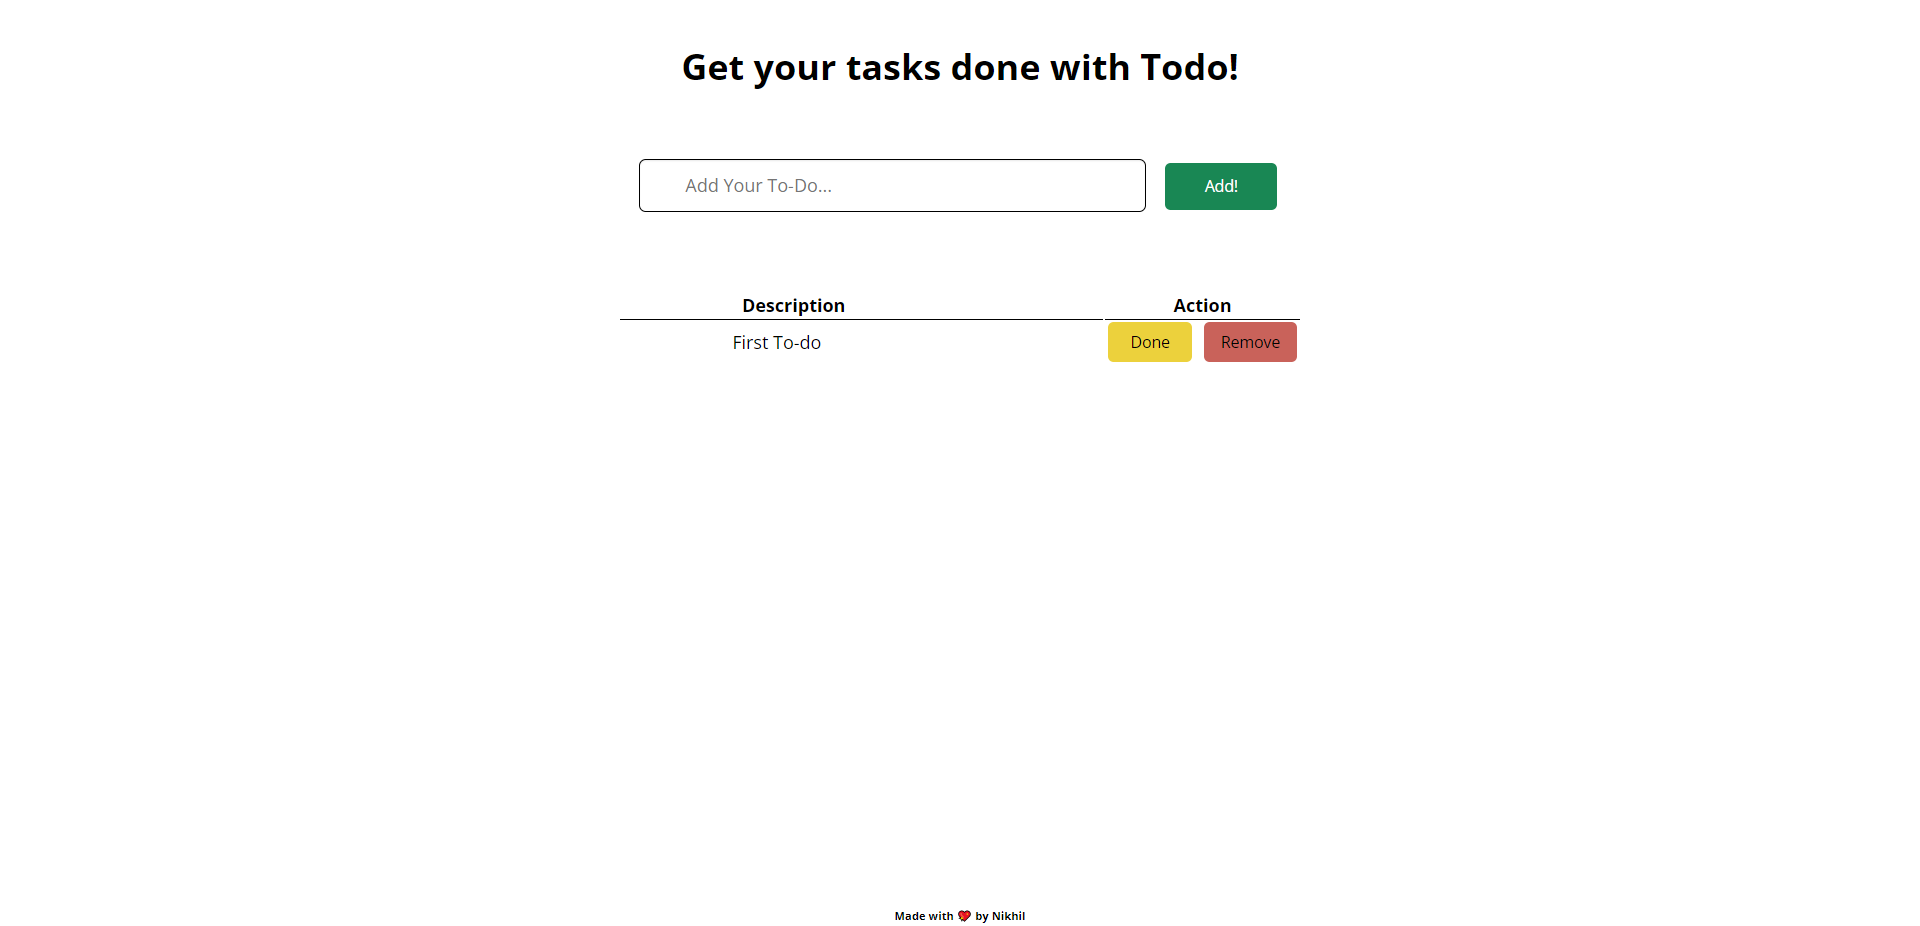 Get your tasks done with Todo!
Add Your To-Do...
Add!
Description Action
First To-do Done Remove
Made with 💖 by Nikhil